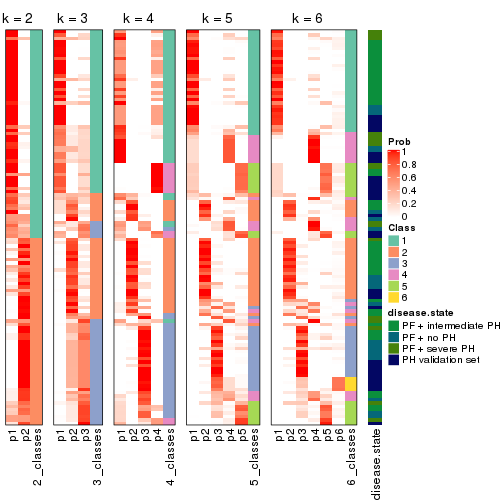 k = 2
k = 3
k = 4
k = 5
k = 6
Prob
1
0.8
0.6
0.4
0.2
0
Class
1
2
3
4
5
6
disease.state
PF+ intermediate PH
PF+ no PH
PF+ severe PH
PH validation set
p1
p2
2_classes
p1
p2
p3
3_classes
p1
p2
p3
p4
4_classes
p1
p2
p3
p4
p5
5_classes
p1
p2
p3
p4
p5
p6
6_classes
disease.state